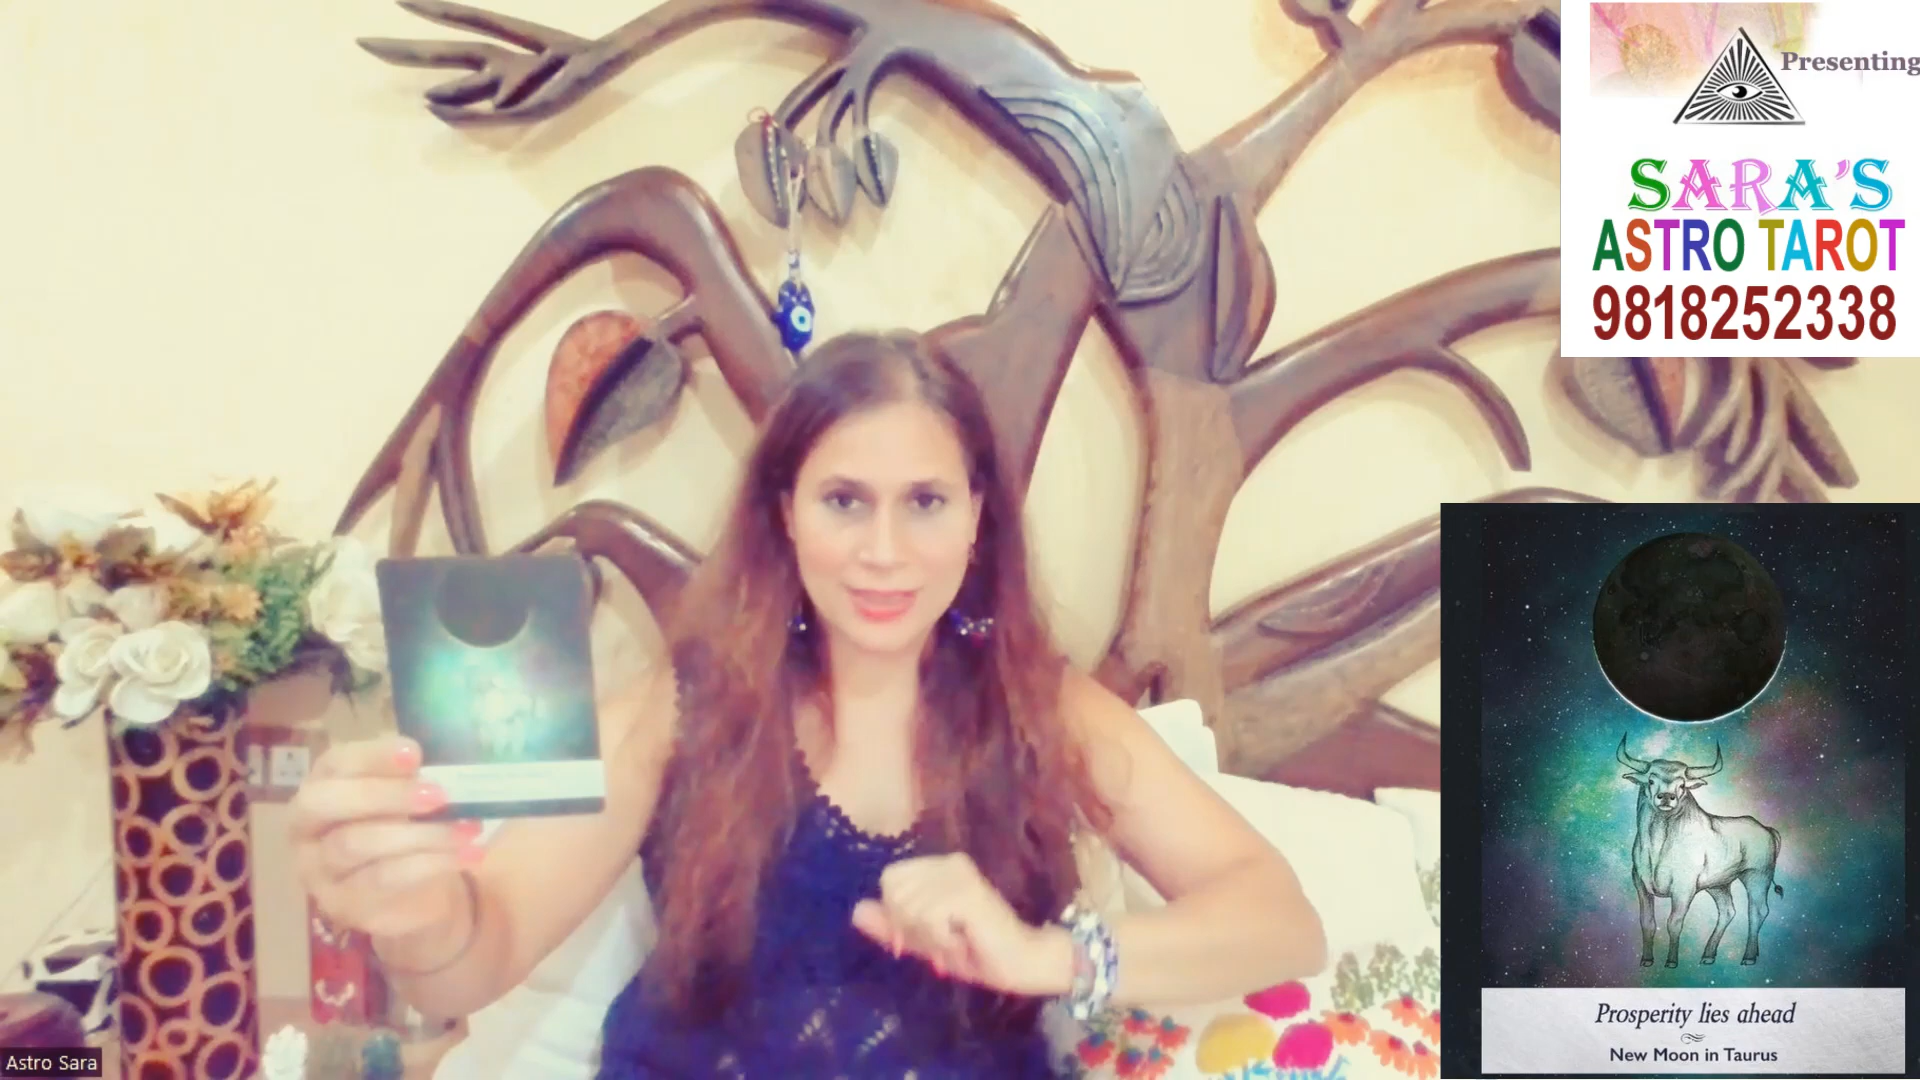 Presenting
SARA'S
ASTRO TAROT
9818252338
Prosperity lies ahead
New Moon in Taurus
Astro Sara